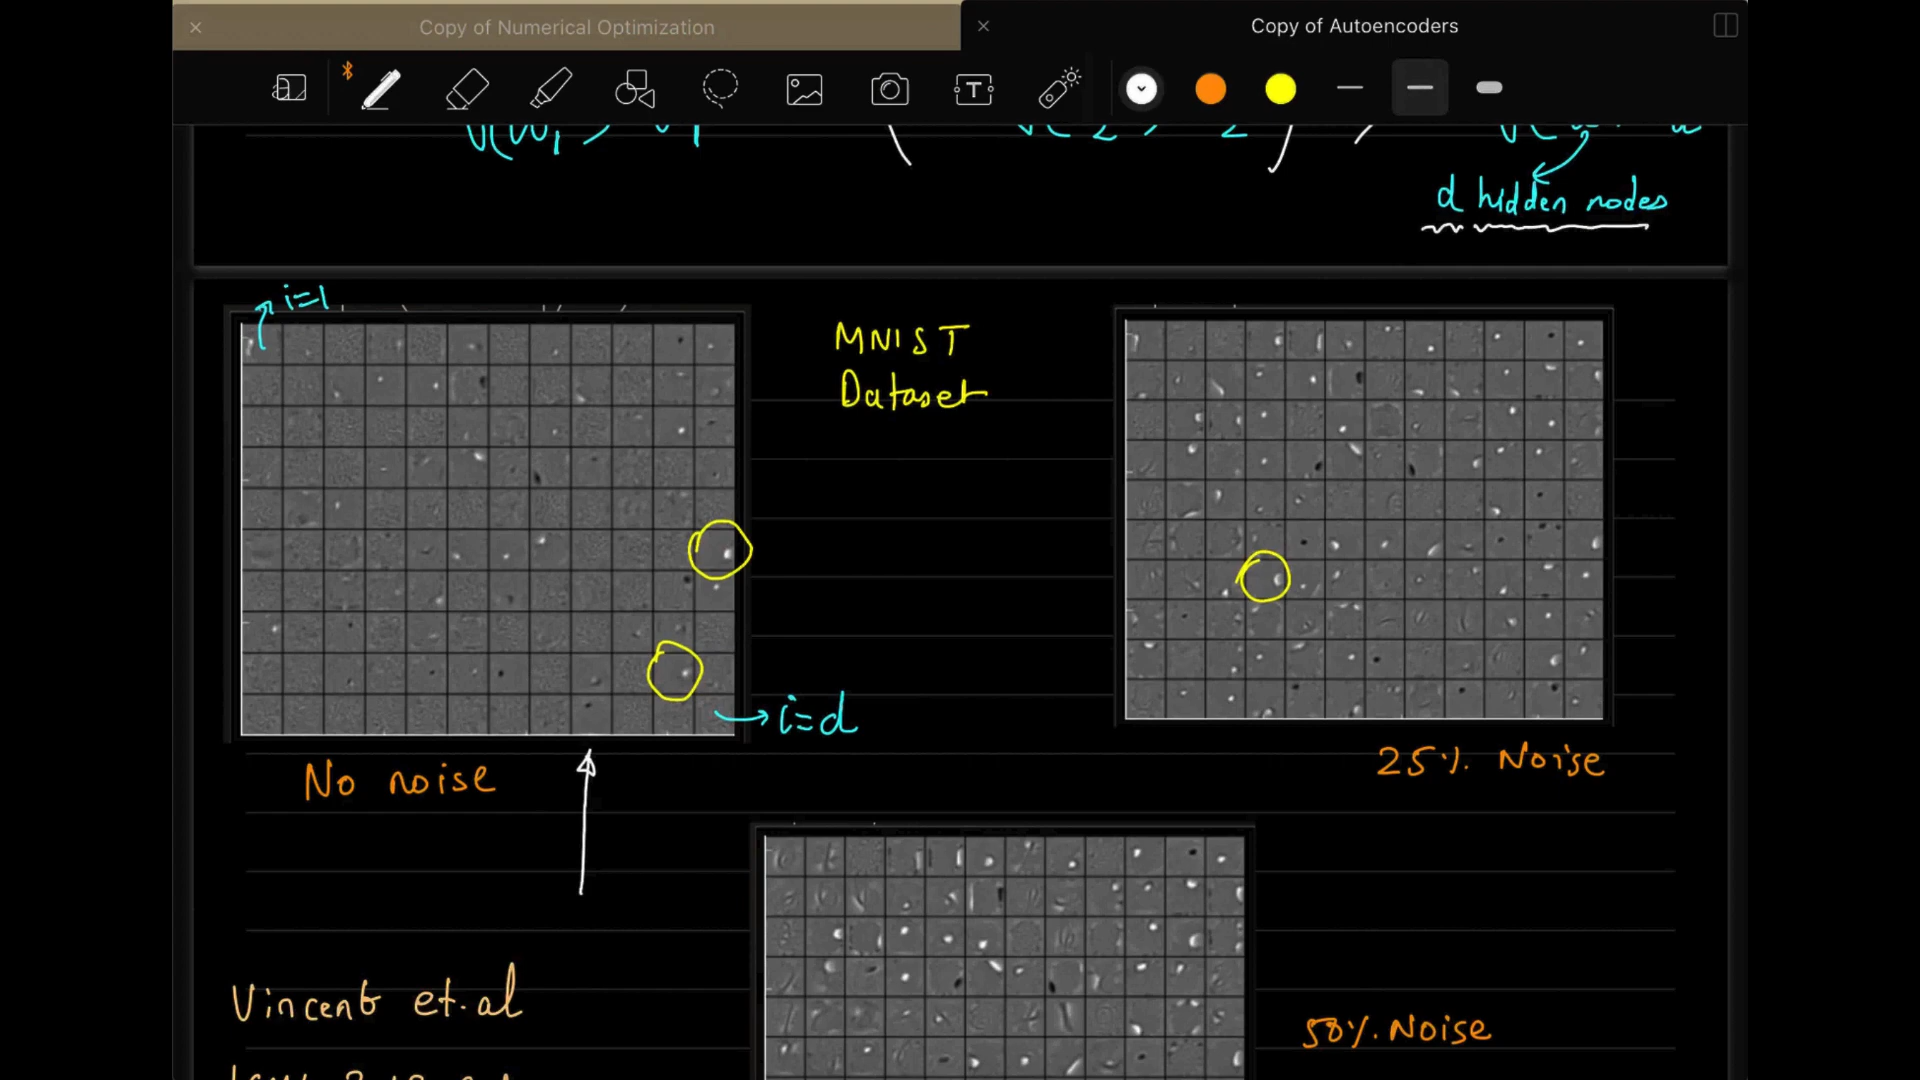 Copy of Numerical Optimization
Copy of Autoencoders
T
d hidden nodes
i=1
MNIST
Dataset
i=d
No noise
25% Noise
Vincent et.al
50% Noise